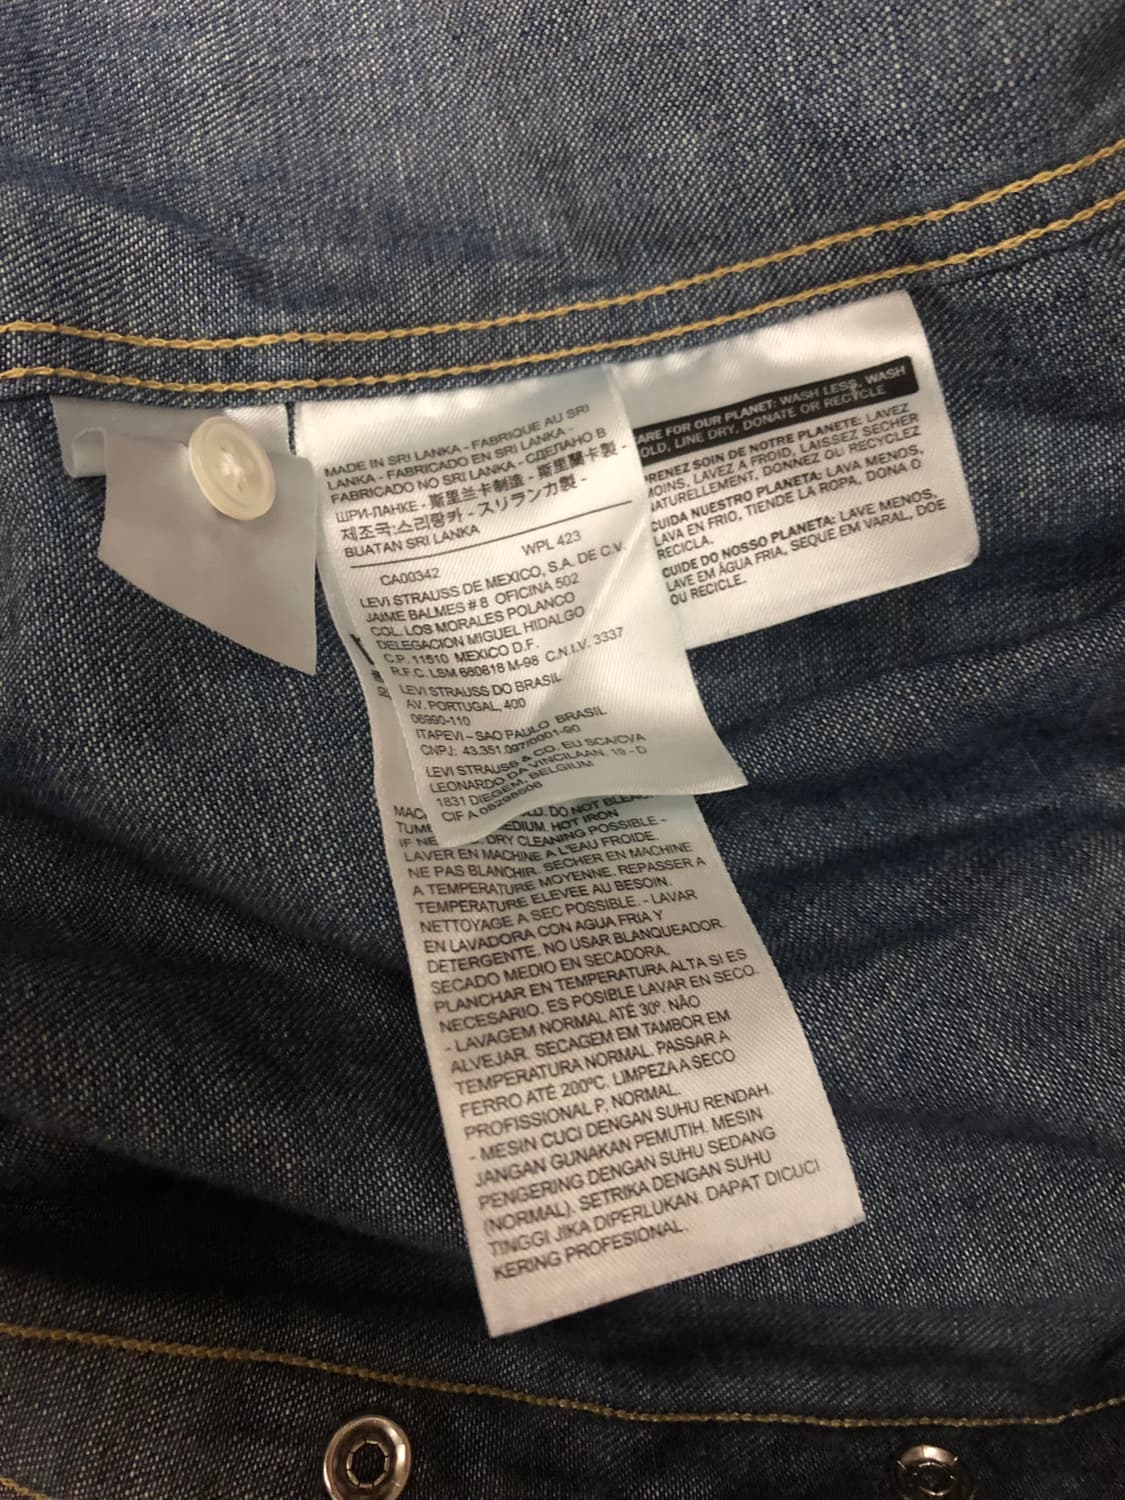 MADE IN SRI LANKA - FABRIQUE AU SRI
LANKA - FABRICADO EN SRI LANKA -
FABRICADO NO SRI LANKA - СДЕЛАНО В
ШРИ-ЛАНКЕ - 斯里兰卡制造 - 斯里蘭卡製 -
제조국:스리랑카 - スリランカ製 -
BUATAN SRI LANKA
WPL 423
CA00342
LEVI STRAUSS DE MEXICO, S.A. DE C.V.
JAIME BALMES # 8 OFICINA 502
COL. LOS MORALES POLANCO
DELEGACION MIGUEL HIDALGO
C.P. 11510 MEXICO D.F.
R.F.C. LSM 680618 M-98 C.N.I.V. 3337
LEVI STRAUSS DO BRASIL
AV. PORTUGAL, 400
06990-110
ITAPEVI – SAO PAULO BRASIL
CNPJ: 43.351.097/0001-90
LEVI STRAUSS & CO. EU SCA/CVA
LEONARDO DA VINCILAAN, 19 - D
1831 DIEGEM, BELGIUM
CIF A 08298606
ARE FOR OUR PLANET: WASH LESS, WASH
OLD, LINE DRY, DONATE OR RECYCLE
PRENEZ SOIN DE NOTRE PLANETE: LAVEZ
MOINS, LAVEZ A FROID, LAISSEZ SECHER
NATURELLEMENT, DONNEZ OU RECYCLEZ
CUIDA NUESTRO PLANETA: LAVA MENOS,
LAVA EN FRIO, TIENDE LA ROPA, DONA O
RECICLA.
CUIDE DO NOSSO PLANETA: LAVE MENOS,
LAVE EM ÁGUA FRIA, SEQUE EM VARAL, DOE
OU RECICLE.
MAC LD. DO NOT BLEAC
TUM MEDIUM. HOT IRON
IF NE DRY CLEANING POSSIBLE -
LAVER EN MACHINE A L'EAU FROIDE.
NE PAS BLANCHIR. SECHER EN MACHINE
A TEMPERATURE MOYENNE. REPASSER A
TEMPERATURE ELEVEE AU BESOIN.
NETTOYAGE A SEC POSSIBLE. - LAVAR
EN LAVADORA CON AGUA FRIA Y
DETERGENTE. NO USAR BLANQUEADOR.
SECADO MEDIO EN SECADORA.
PLANCHAR EN TEMPERATURA ALTA SI ES
NECESARIO. ES POSIBLE LAVAR EN SECO.
- LAVAGEM NORMAL ATÉ 30º. NÃO
ALVEJAR. SECAGEM EM TAMBOR EM
TEMPERATURA NORMAL. PASSAR A
FERRO ATÉ 200ºC. LIMPEZA A SECO
PROFISSIONAL P, NORMAL.
- MESIN CUCI DENGAN SUHU RENDAH.
JANGAN GUNAKAN PEMUTIH. MESIN
PENGERING DENGAN SUHU SEDANG
(NORMAL). SETRIKA DENGAN SUHU
TINGGI JIKA DIPERLUKAN. DAPAT DICUCI
KERING PROFESIONAL.